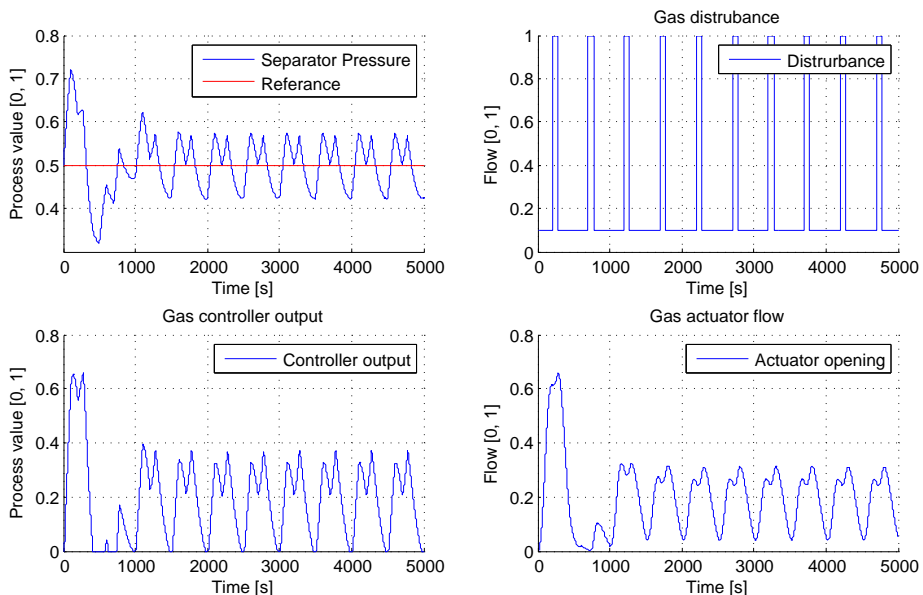 0.8
0.7
0.6
0.5
0.4
0 1000 2000 3000 4000 5000
Time [s]
Process value [0, 1]
Separator Pressure
Referance
Gas distrubance
1
0.8
0.6
0.4
0.2
0
0 1000 2000 3000 4000 5000
Time [s]
Flow [0, 1]
Distrurbance
Gas controller output
0.8
0.6
0.4
0.2
0
0 1000 2000 3000 4000 5000
Time [s]
Process value [0, 1]
Controller output
Gas actuator flow
0.8
0.6
0.4
0.2
0
0 1000 2000 3000 4000 5000
Time [s]
Flow [0, 1]
Actuator opening